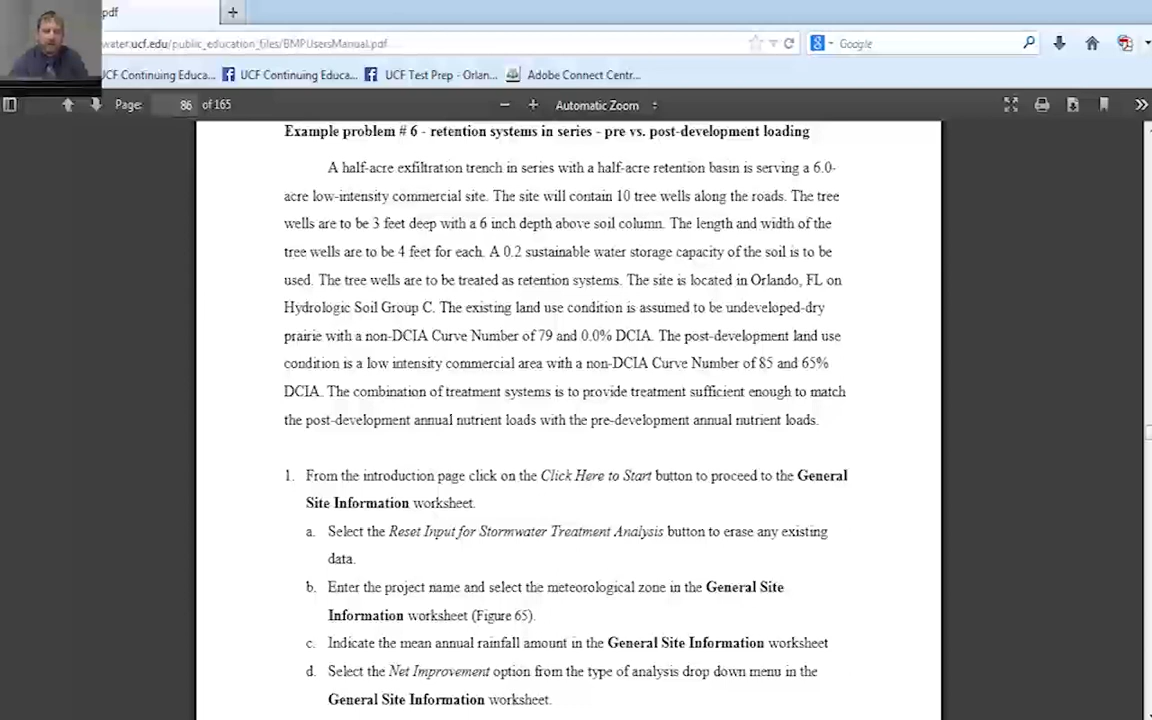 pdf
water.ucf.edu/public_education_files/BMPUsersManual.pdf
Google
UCF Continuing Educa...
UCF Continuing Educa...
UCF Test Prep - Orlan...
Adobe Connect Centr...
Page: 86 of 165
Automatic Zoom
Example problem # 6 - retention systems in series - pre vs. post-development loading
A half-acre exfiltration trench in series with a half-acre retention basin is serving a 6.0-
acre low-intensity commercial site. The site will contain 10 tree wells along the roads. The tree
wells are to be 3 feet deep with a 6 inch depth above soil column. The length and width of the
tree wells are to be 4 feet for each. A 0.2 sustainable water storage capacity of the soil is to be
used. The tree wells are to be treated as retention systems. The site is located in Orlando, FL on
Hydrologic Soil Group C. The existing land use condition is assumed to be undeveloped-dry
prairie with a non-DCIA Curve Number of 79 and 0.0% DCIA. The post-development land use
condition is a low intensity commercial area with a non-DCIA Curve Number of 85 and 65%
DCIA. The combination of treatment systems is to provide treatment sufficient enough to match
the post-development annual nutrient loads with the pre-development annual nutrient loads.
1. From the introduction page click on the Click Here to Start button to proceed to the General
Site Information worksheet.
a. Select the Reset Input for Stormwater Treatment Analysis button to erase any existing
data.
b. Enter the project name and select the meteorological zone in the General Site
Information worksheet (Figure 65).
c. Indicate the mean annual rainfall amount in the General Site Information worksheet
d. Select the Net Improvement option from the type of analysis drop down menu in the
General Site Information worksheet.